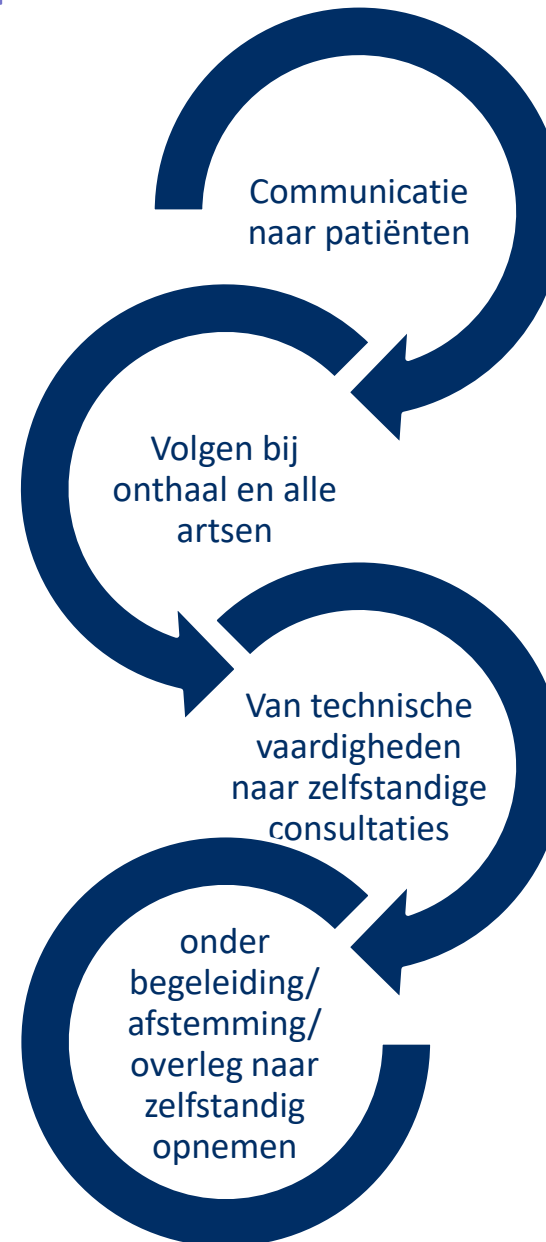 Communicatie
naar patiënten
Volgen bij
onthaal en alle
artsen
Van technische
vaardigheden
naar zelfstandige
consultaties
onder
begeleiding/
afstemming/
overleg naar
zelfstandig
opnemen